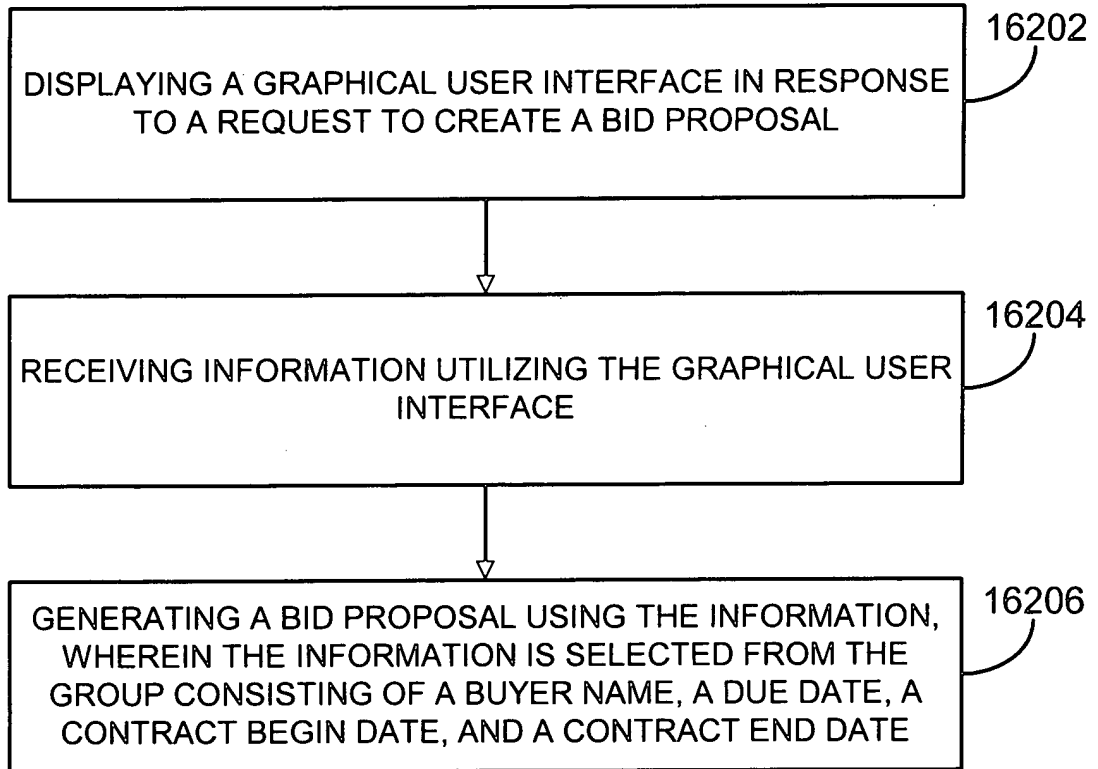 16202
DISPLAYING A GRAPHICAL USER INTERFACE IN RESPONSE
TO A REQUEST TO CREATE A BID PROPOSAL
16204
RECEIVING INFORMATION UTILIZING THE GRAPHICAL USER
INTERFACE
16206
GENERATING A BID PROPOSAL USING THE INFORMATION,
WHEREIN THE INFORMATION IS SELECTED FROM THE
GROUP CONSISTING OF A BUYER NAME, A DUE DATE, A
CONTRACT BEGIN DATE, AND A CONTRACT END DATE